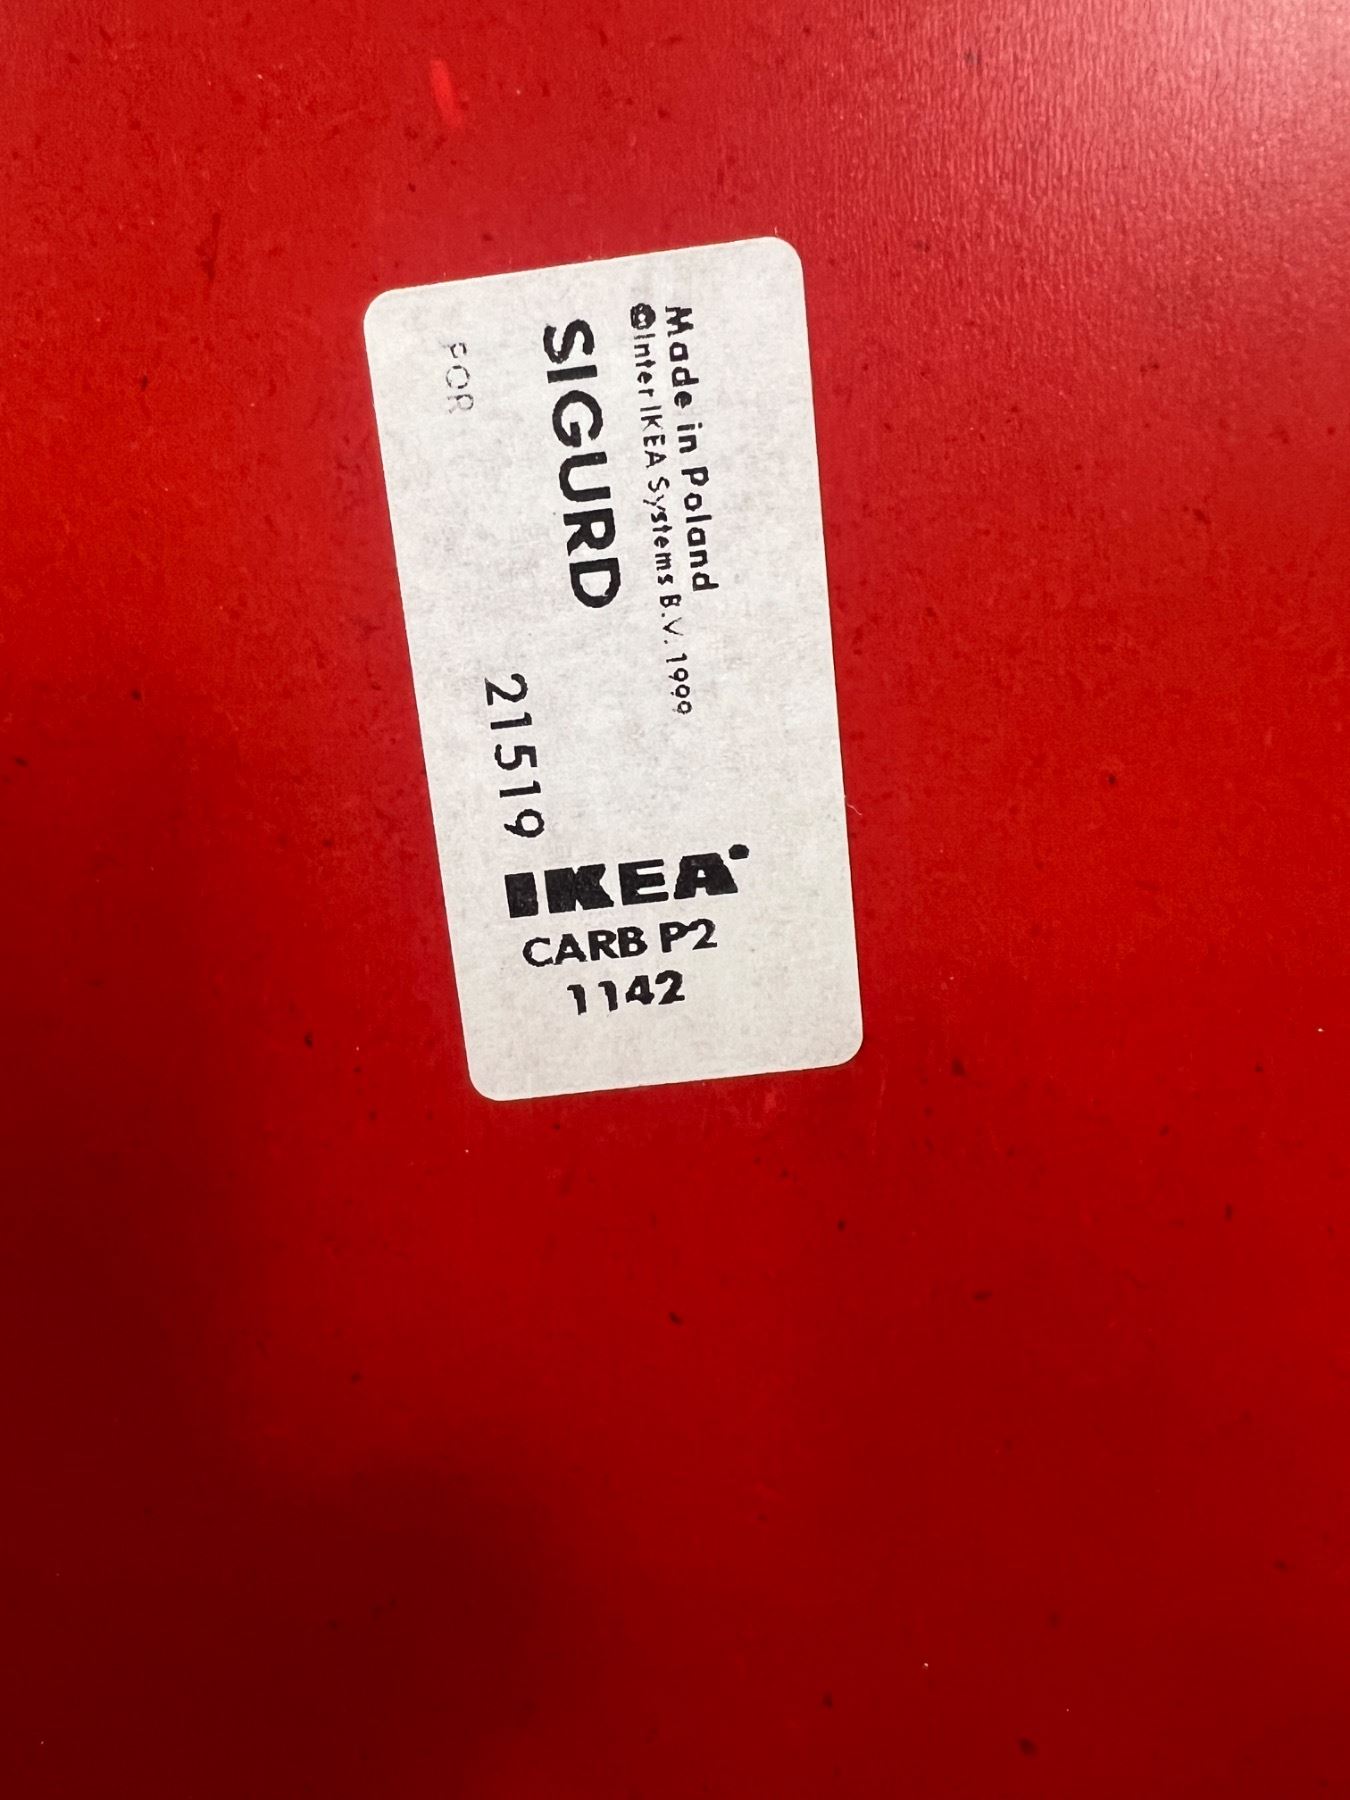 Made in Poland
©Inter IKEA Systems B.V. 1999
SIGURD
21519
POR
IKEA
CARB P2
1142